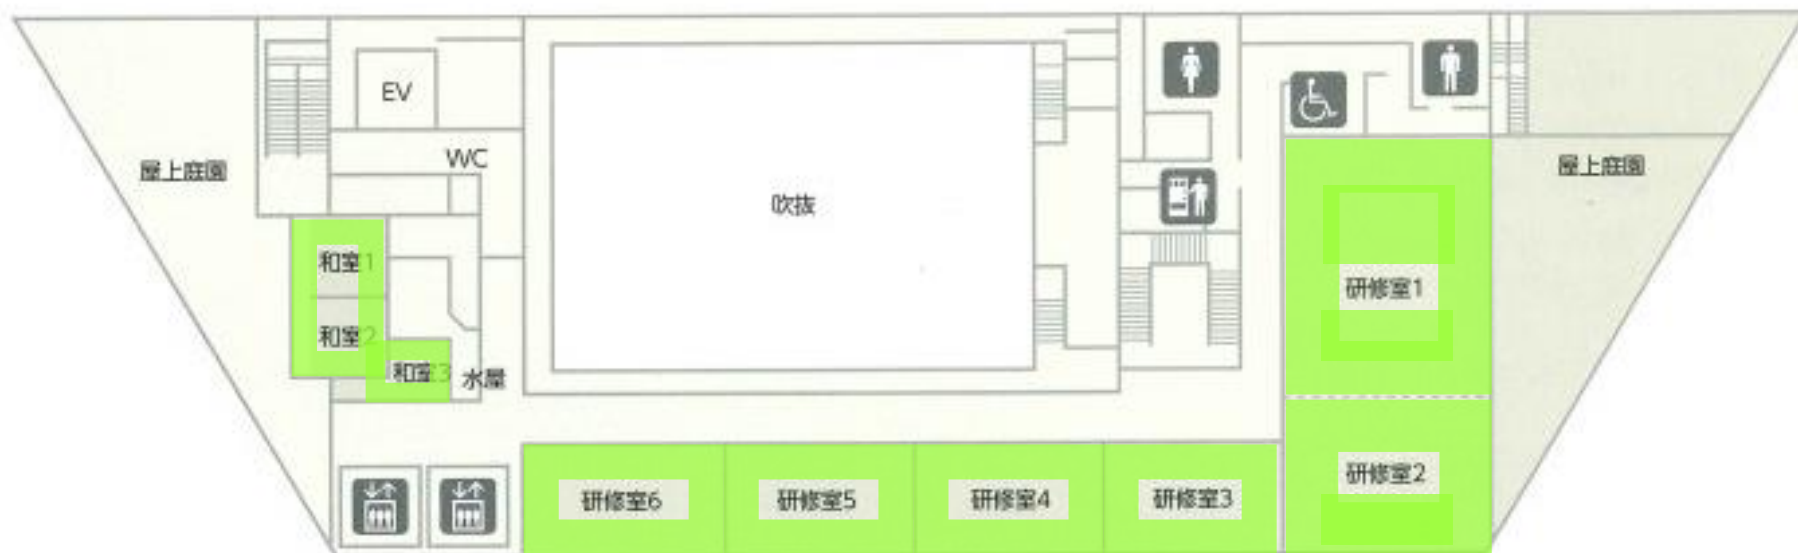 EV
WC
屋上庭園
吹抜
屋上庭園
和室1
和室2
和室3
水屋
研修室1
研修室2
研修室6
研修室5
研修室4
研修室3